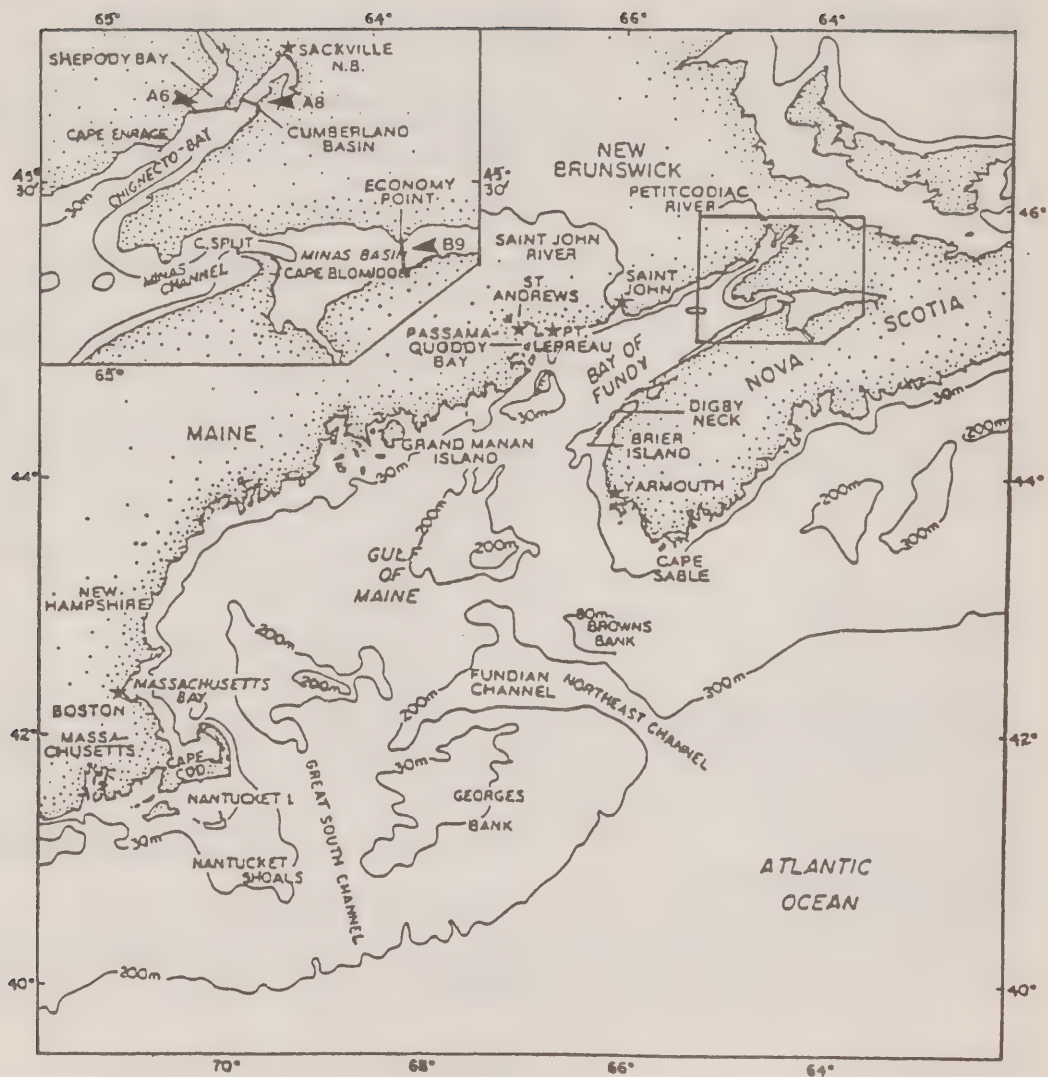 65°
64°
66°
64°
SHEPODY BAY
SACKVILLE
N.B.
A6
A8
CAPE ENRAGE
CUMBERLAND
BASIN
CHIGNECTO-BAY
30m
45°
30'
45°
30'
ECONOMY
POINT
C. SPLIT
MINAS BASIN
B9
CAPE BLOMIDON
MINAS
CHANNEL
65°
NEW
BRUNSWICK
PETITCODIAC
RIVER
46°
SAINT JOHN
RIVER
SAINT
JOHN
ST.
ANDREWS
PASSAMA-
QUODDY
BAY
PT.
LEPREAU
BAY OF
FUNDY
NOVA
SCOTIA
30m
30m
200m
DIGBY
NECK
BRIER
ISLAND
MAINE
GRAND MANAN
ISLAND
30m
44°
44°
YARMOUTH
200m
200m
200m
200m
CAPE
SABLE
GULF
OF
MAINE
NEW
HAMPSHIRE
80m
BROWNS
BANK
200m
200m
200m
FUNDIAN
CHANNEL
NORTHEAST CHANNEL
300m
MASSACHUSETTS
BAY
BOSTON
42°
42°
MASSA-
CHUSETTS
CAPE
COD
30m
GREAT SOUTH CHANNEL
GEORGES
BANK
NANTUCKET I.
30m
NANTUCKET
SHOALS
ATLANTIC
OCEAN
200m
40°
40°
70°
68°
66°
64°